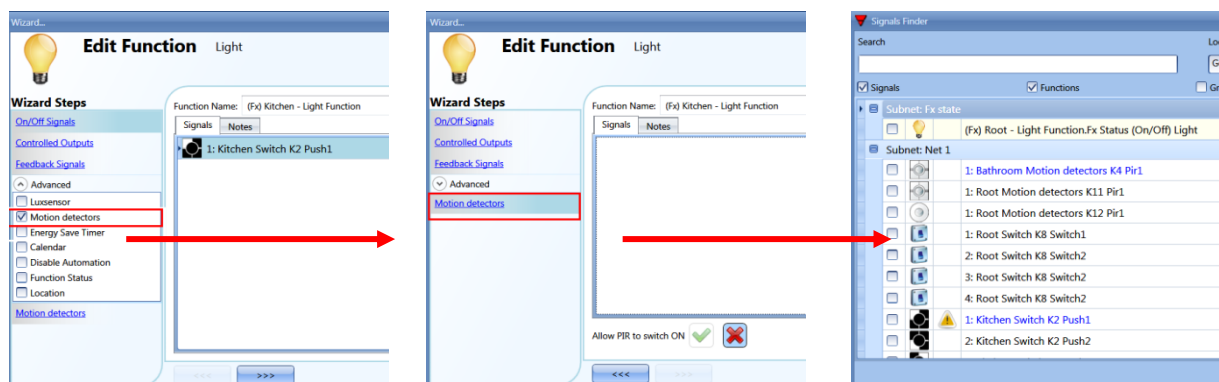 Wizard...
Edit Function Light
Wizard Steps
On/Off Signals
Controlled Outputs
Feedback Signals
Advanced
Luxsensor
Motion detectors
Energy Save Timer
Calendar
Disable Automation
Function Status
Location
Motion detectors
Function Name: (Fx) Kitchen - Light Function
Signals Notes
1: Kitchen Switch K2 Push1
<<< >>>
Wizard...
Edit Function Light
Wizard Steps
On/Off Signals
Controlled Outputs
Feedback Signals
Advanced
Motion detectors
Function Name: (Fx) Kitchen - Light Function
Signals Notes
Allow PIR to switch ON
<<< >>>
Signals Finder
Search
Signals Functions
Subnet: Fx state
(Fx) Root - Light Function.Fx Status (On/Off) Light
Subnet: Net 1
1: Bathroom Motion detectors K4 Pir1
1: Root Motion detectors K11 Pir1
1: Root Motion detectors K12 Pir1
1: Root Switch K8 Switch1
2: Root Switch K8 Switch2
3: Root Switch K8 Switch2
4: Root Switch K8 Switch2
1: Kitchen Switch K2 Push1
2: Kitchen Switch K2 Push2